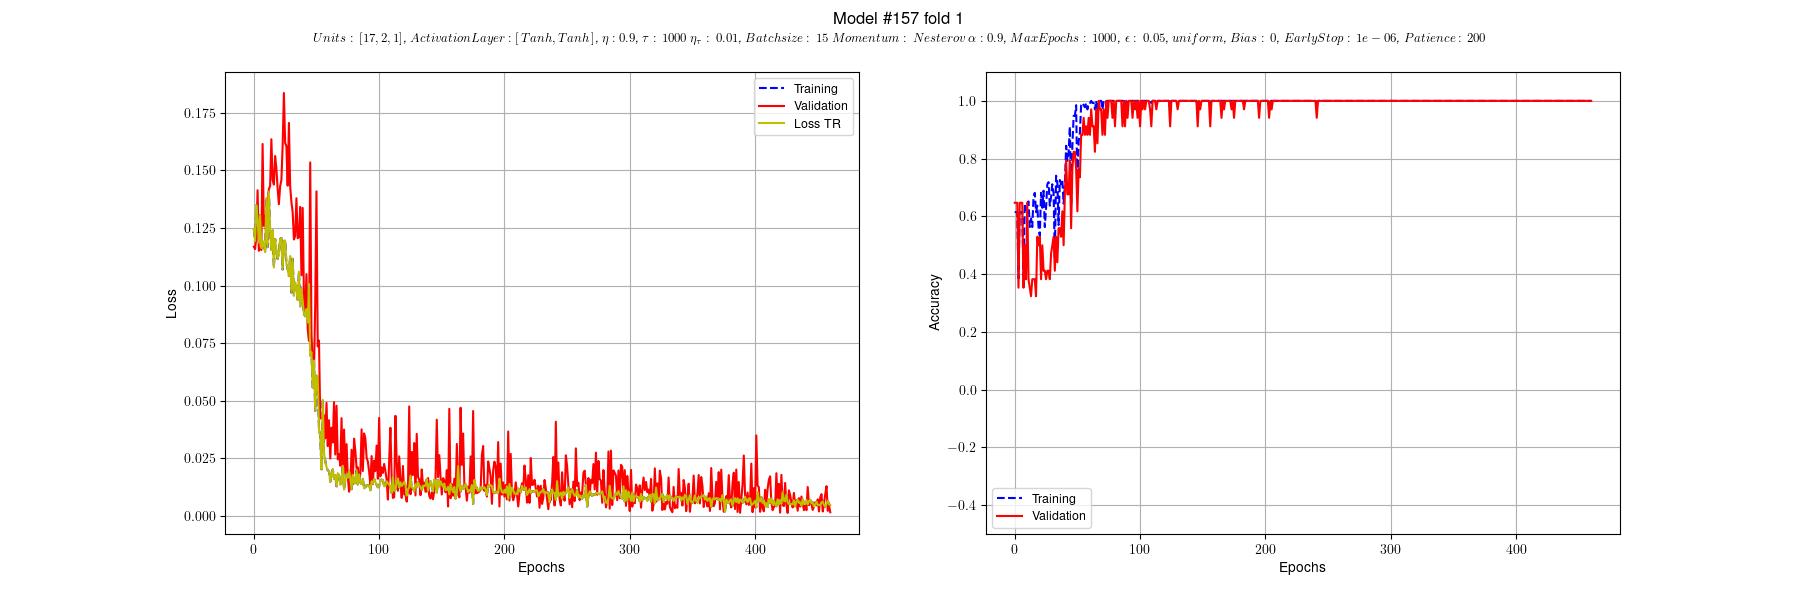 Model #157 fold 1
Units : [17, 2, 1], ActivationLayer : [Tanh, Tanh], η : 0.9, τ : 1000 η_τ : 0.01, Batchsize : 15 Momentum : Nesterov α : 0.9, MaxEpochs : 1000, ϵ : 0.05, uniform, Bias : 0, EarlyStop : 1e − 06, Patience : 200
Training
Validation
Loss TR
0.175
0.150
0.125
0.100
0.075
0.050
0.025
0.000
Loss
0 100 200 300 400
Epochs
1.0
0.8
0.6
0.4
0.2
0.0
−0.2
−0.4
Accuracy
Training
Validation
0 100 200 300 400
Epochs